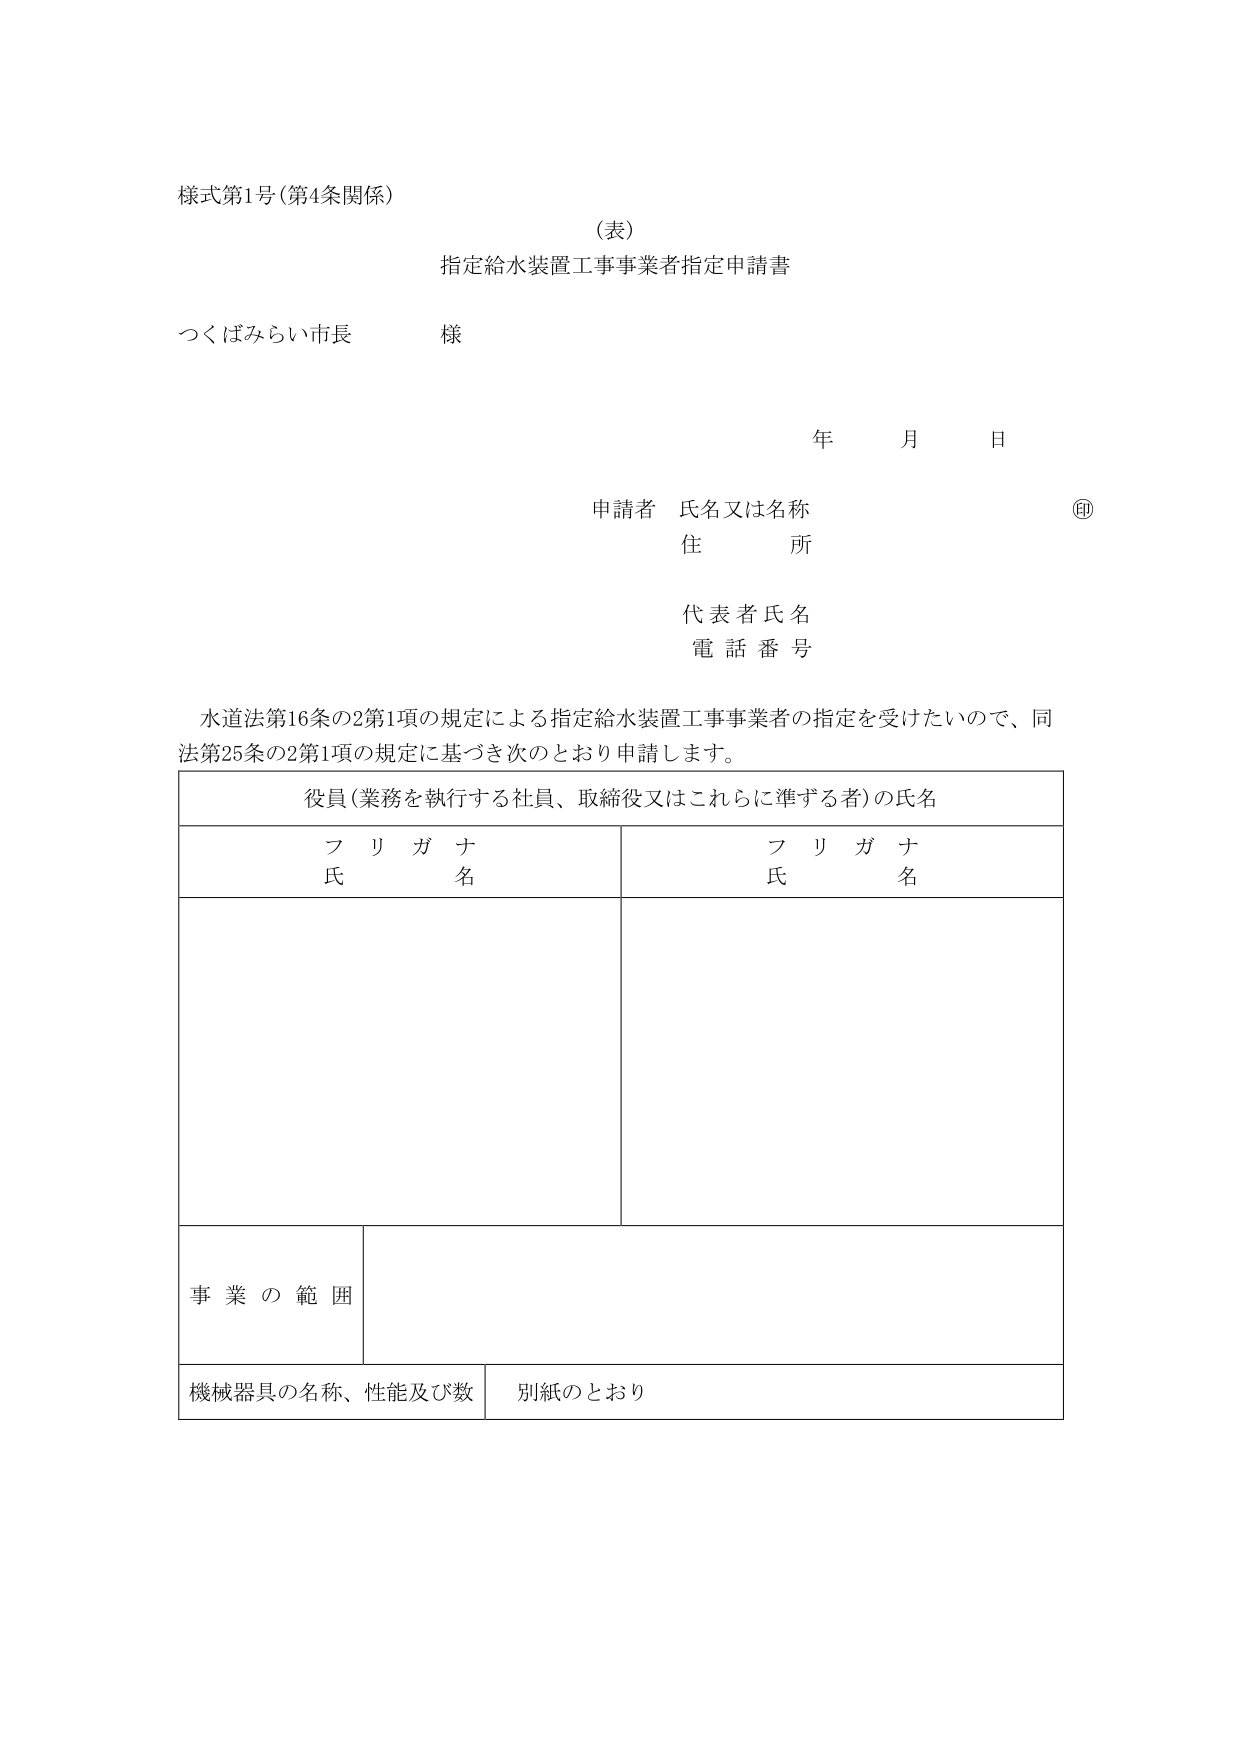 様式第1号(第4条関係)
(表)
指定給水装置工事事業者指定申請書
つくばみらい市長　　　　様
年　　　月　　　日
申請者　氏名又は名称　　　　　　　　　　　　㊞
住　　　　所
代表者氏名
電話番号
水道法第16条の2第1項の規定による指定給水装置工事事業者の指定を受けたいので、同
法第25条の2第1項の規定に基づき次のとおり申請します。
役員(業務を執行する社員、取締役又はこれらに準ずる者)の氏名
フリガナ
氏　　　　　名
フリガナ
氏　　　　　名
事業の範囲
機械器具の名称、性能及び数　別紙のとおり